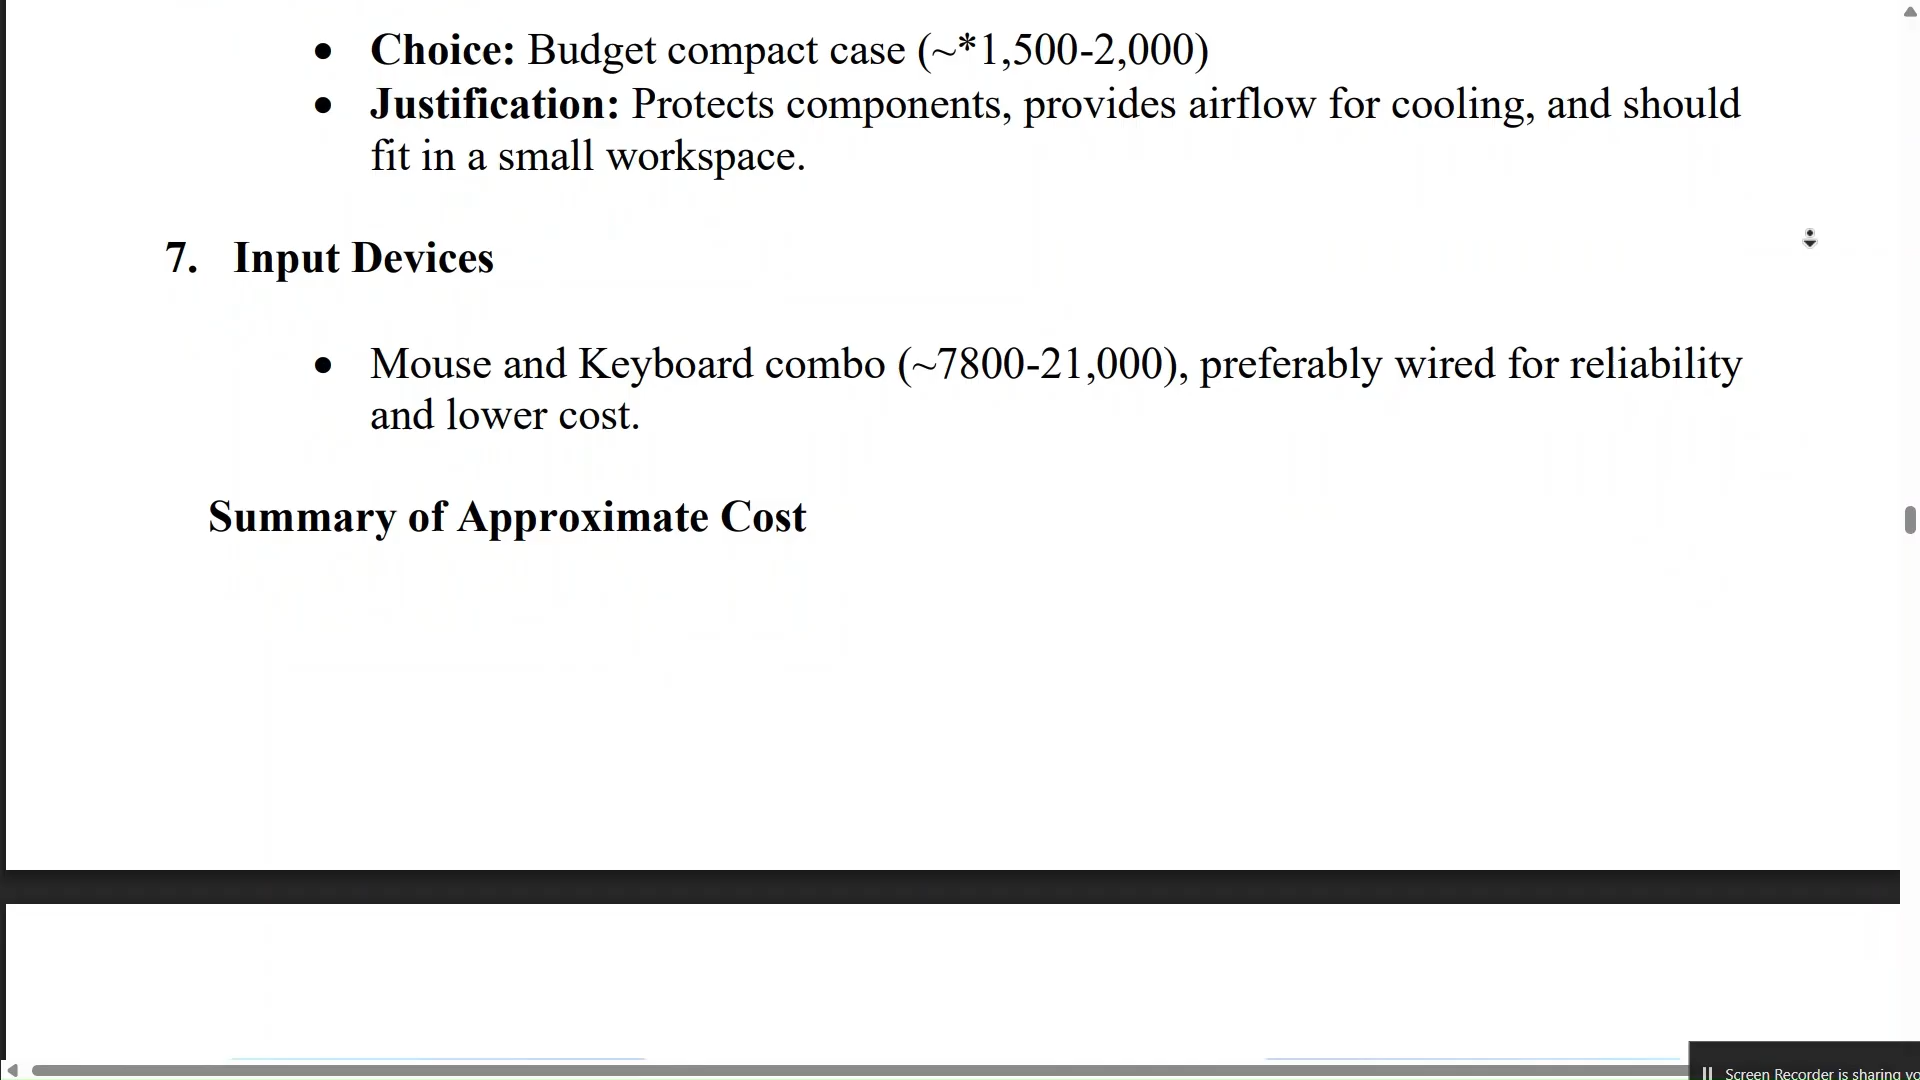 • Choice: Budget compact case (~*1,500-2,000)
• Justification: Protects components, provides airflow for cooling, and should
fit in a small workspace.
7. Input Devices
• Mouse and Keyboard combo (~7800-21,000), preferably wired for reliability
and lower cost.
Summary of Approximate Cost
Screen Recorder is sharing yo